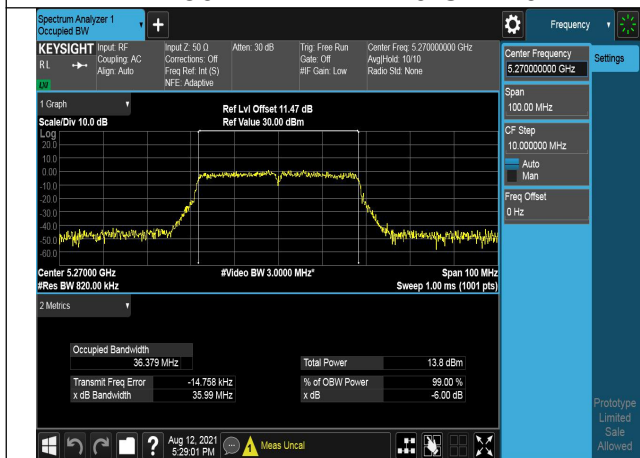 Spectrum Analyzer 1
Occupied BW
Frequency
KEYSIGHT
RL
LXI
Input: RF
Coupling: AC
Align: Auto
Input Z: 50 Ω
Corrections: Off
Freq Ref: Int (S)
NFE: Adaptive
Atten: 30 dB
Trig: Free Run
Gate: Off
#IF Gain: Low
Center Freq: 5.270000000 GHz
Avg|Hold: 10/10
Radio Std: None
Center Frequency
5.270000000 GHz
Settings
Span
100.00 MHz
CF Step
10.000000 MHz
Auto
Man
Freq Offset
0 Hz
1 Graph
Scale/Div 10.0 dB
Ref Lvl Offset 11.47 dB
Ref Value 30.00 dBm
Log
20.0
10.0
0.00
-10.0
-20.0
-30.0
-40.0
-50.0
-60.0
Center 5.27000 GHz
#Video BW 3.0000 MHz*
Span 100 MHz
#Res BW 820.00 kHz
Sweep 1.00 ms (1001 pts)
2 Metrics
Occupied Bandwidth
36.379 MHz
Total Power 13.8 dBm
Transmit Freq Error -14.758 kHz
% of OBW Power 99.00 %
x dB Bandwidth 35.99 MHz
x dB -6.00 dB
Prototype
Limited
Sale
Allowed
?
Aug 12, 2021
5:29:01 PM
1
Meas Uncal